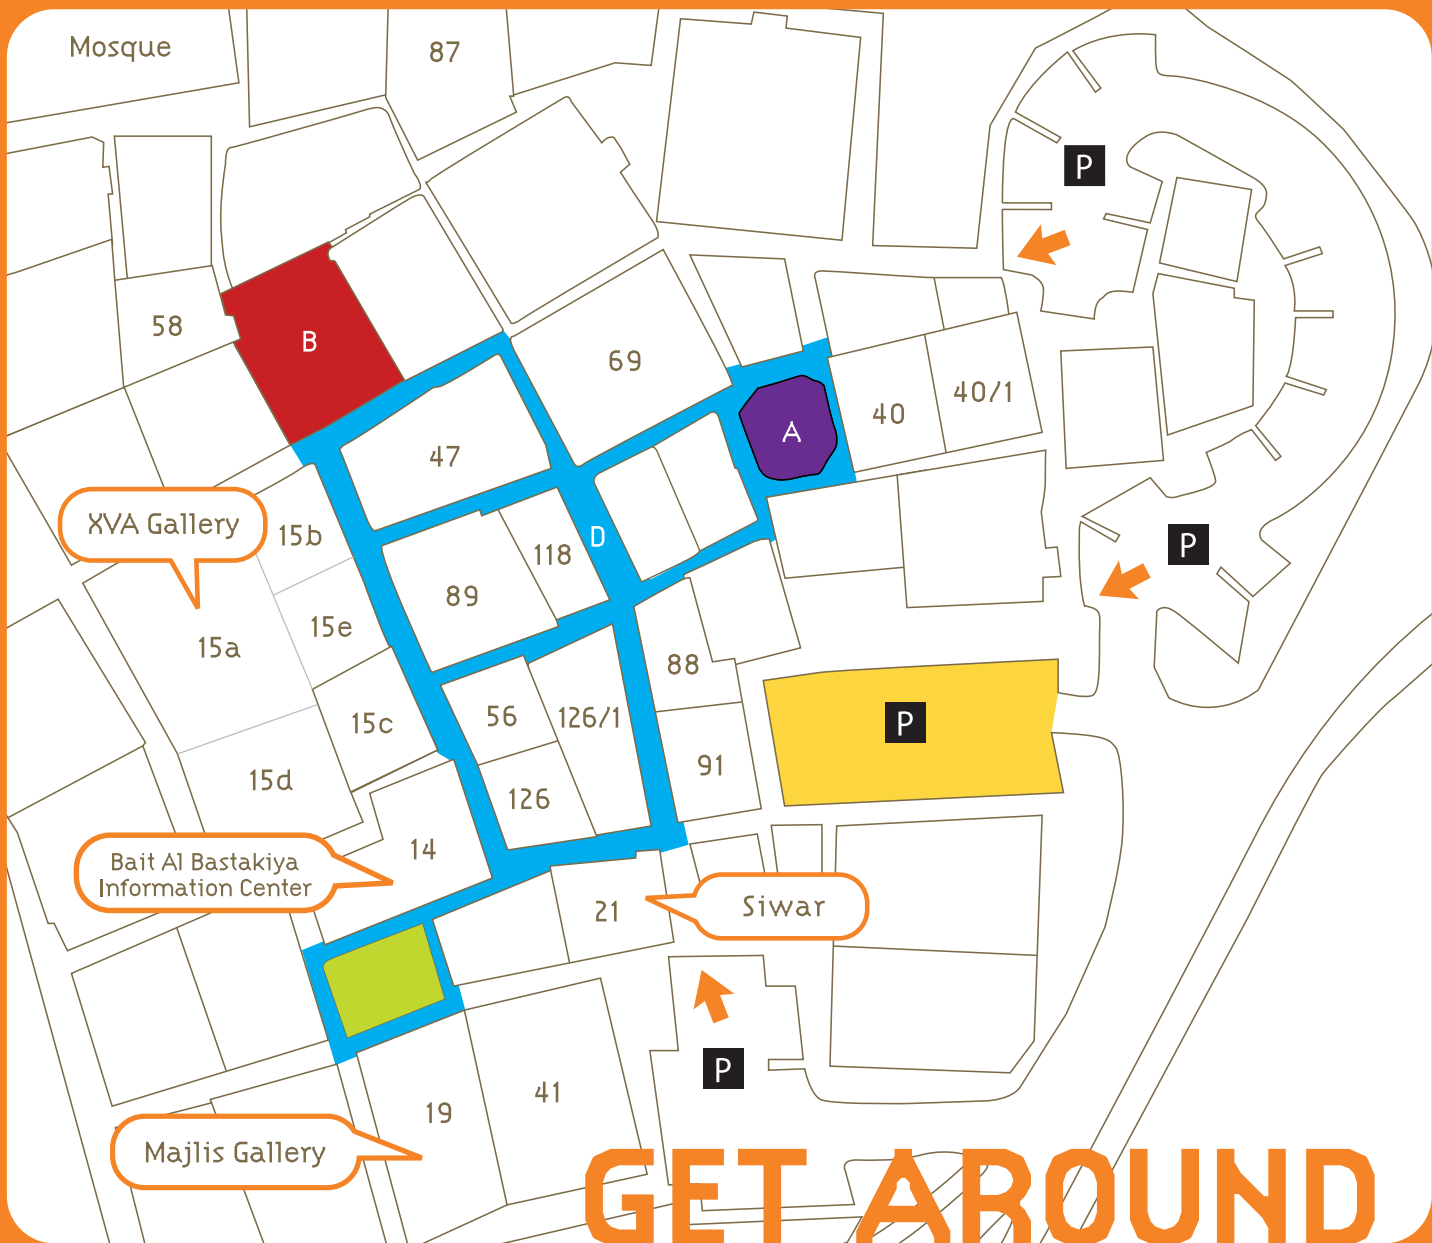 Mosque
87
P
58
B
69
A
40
40/1
47
XVA Gallery
15b
118
D
P
89
15e
15a
88
56
126/1
15c
P
91
15d
126
14
Bait Al Bastakiya
Information Center
21
Siwar
P
41
19
Majlis Gallery
GET AROUND